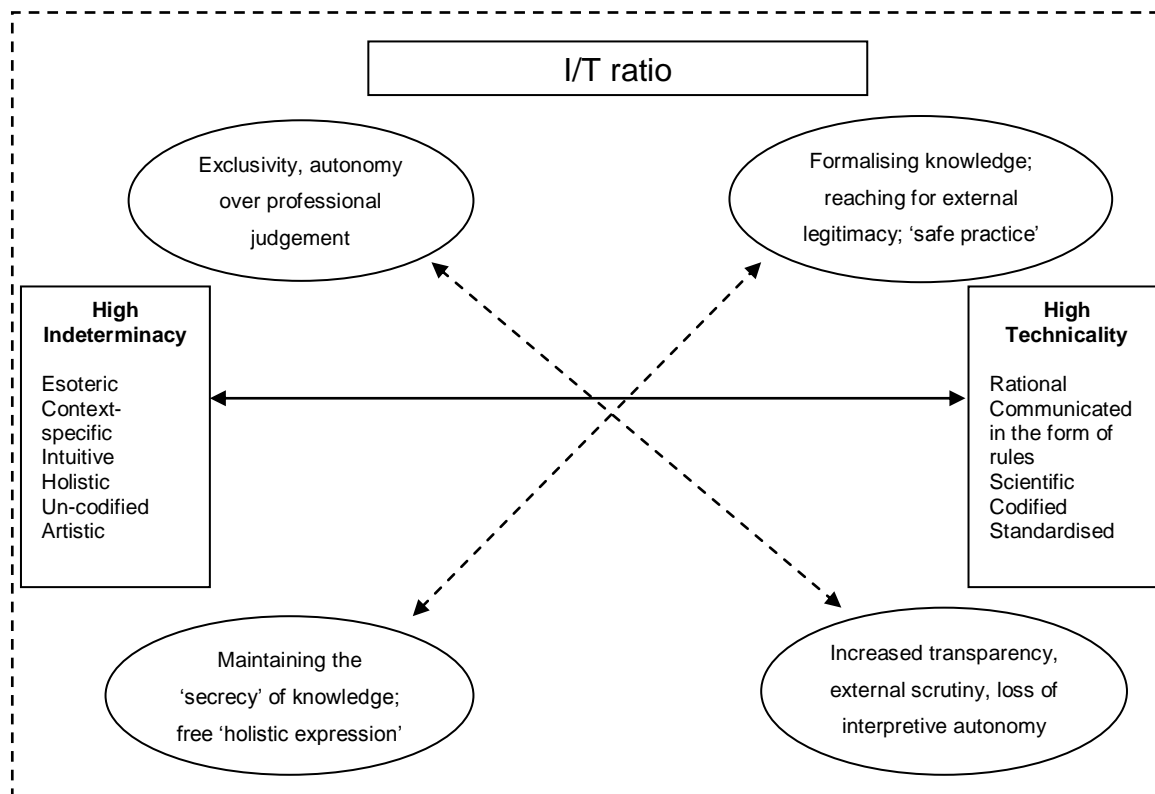 I/T ratio
Exclusivity, autonomy
over professional
judgement
Formalising knowledge;
reaching for external
legitimacy; ‘safe practice’
High
Indeterminacy
Esoteric
Context-
specific
Intuitive
Holistic
Un-codified
Artistic
High
Technicality
Rational
Communicated
in the form of
rules
Scientific
Codified
Standardised
Maintaining the
‘secrecy’ of knowledge;
free ‘holistic expression’
Increased transparency,
external scrutiny, loss of
interpretive autonomy